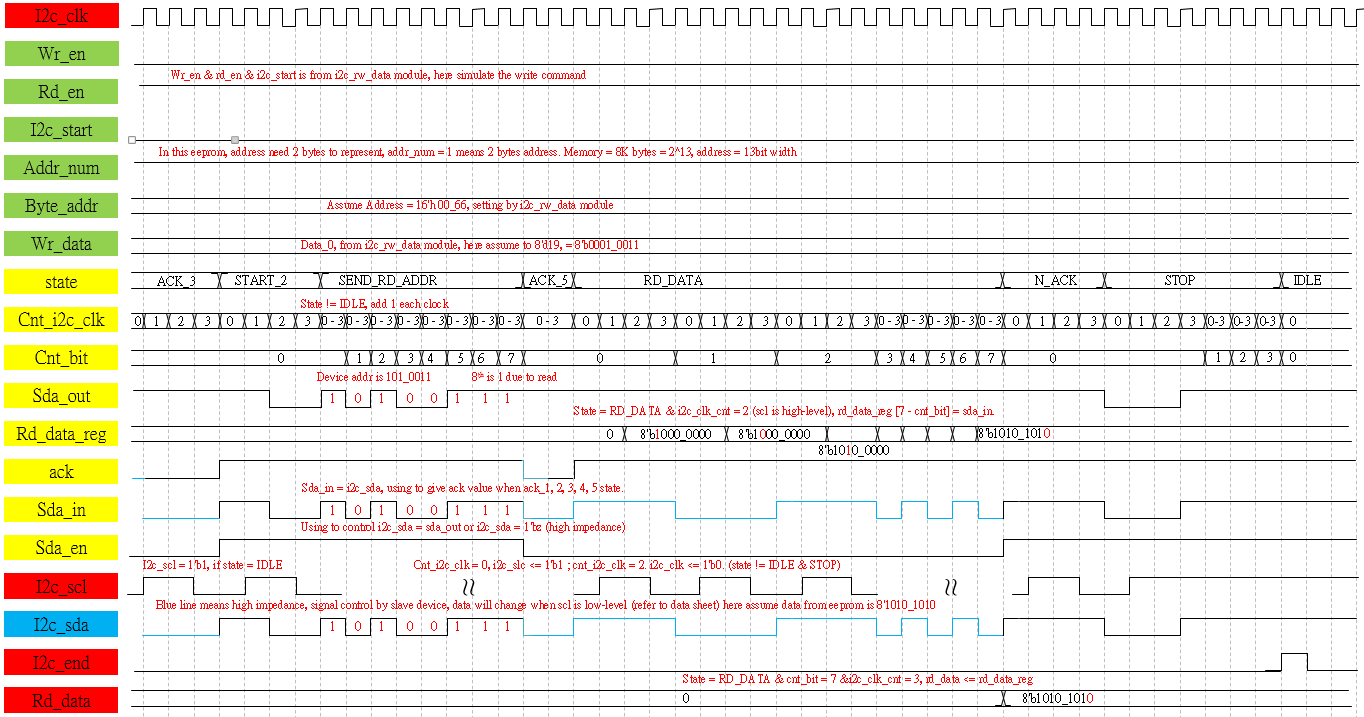 I2c_clk
Wr_en
Wr_en & rd_en & i2c_start is from i2c_rw_data module, here simulate the write command
Rd_en
I2c_start
In this eeprom, address need 2 bytes to represent, addr_num = 1 means 2 bytes address. Memory = 8K bytes = 2^13, address = 13bit width
Addr_num
Byte_addr
Assume Address = 16'h00_66, setting by i2c_rw_data module
Wr_data
Data_0, from i2c_rw_data module, here assume to 8'd19, = 8'b0001_0011
state ACK_3 START_2 SEND_RD_ADDR ACK_5 RD_DATA N_ACK STOP IDLE
State != IDLE, add 1 each clock
Cnt_i2c_clk 0 1 2 3 0 1 2 3 0-3 0-3 0-3 0-3 0-3 0-3 0-3 0-3 0-3 0 1 2 3 0 1 2 3 0 1 2 3 0-3 0-3 0-3 0-3 0-3 0 1 2 3 0 1 2 3 0-3 0-3 0-3 0
Cnt_bit 0 1 2 3 4 5 6 7 0 1 2 3 4 5 6 7 0 1 2 3 0
Device addr is 101_0011 8th is 1 due to read
Sda_out 1 0 1 0 0 1 1 1
State = RD_DATA & i2c_clk_cnt = 2 (scl is high-level), rd_data_reg [7 - cnt_bit] = sda_in.
Rd_data_reg 0 8'b1000_0000 8'b1000_0000 8'b1010_1010
8'b1010_0000
ack
Sda_in = i2c_sda, using to give ack value when ack_1, 2, 3, 4, 5 state.
Sda_in 1 0 1 0 0 1 1 1
Using to control i2c_sda = sda_out or i2c_sda = 1'bz (high impedance)
Sda_en
I2c_scl = 1'b1, if state = IDLE Cnt_i2c_clk = 0, i2c_slc <= 1'b1 ; cnt_i2c_clk = 2. i2c_clk <= 1'b0. (state != IDLE & STOP)
I2c_scl
Blue line means high impedance, signal control by slave device, data will change when scl is low-level (refer to data sheet) here assume data from eeprom is 8'1010_1010
I2c_sda 1 0 1 0 0 1 1 1
I2c_end
State = RD_DATA & cnt_bit = 7 &i2c_clk_cnt = 3, rd_data <= rd_data_reg
Rd_data 0 8'b1010_1010